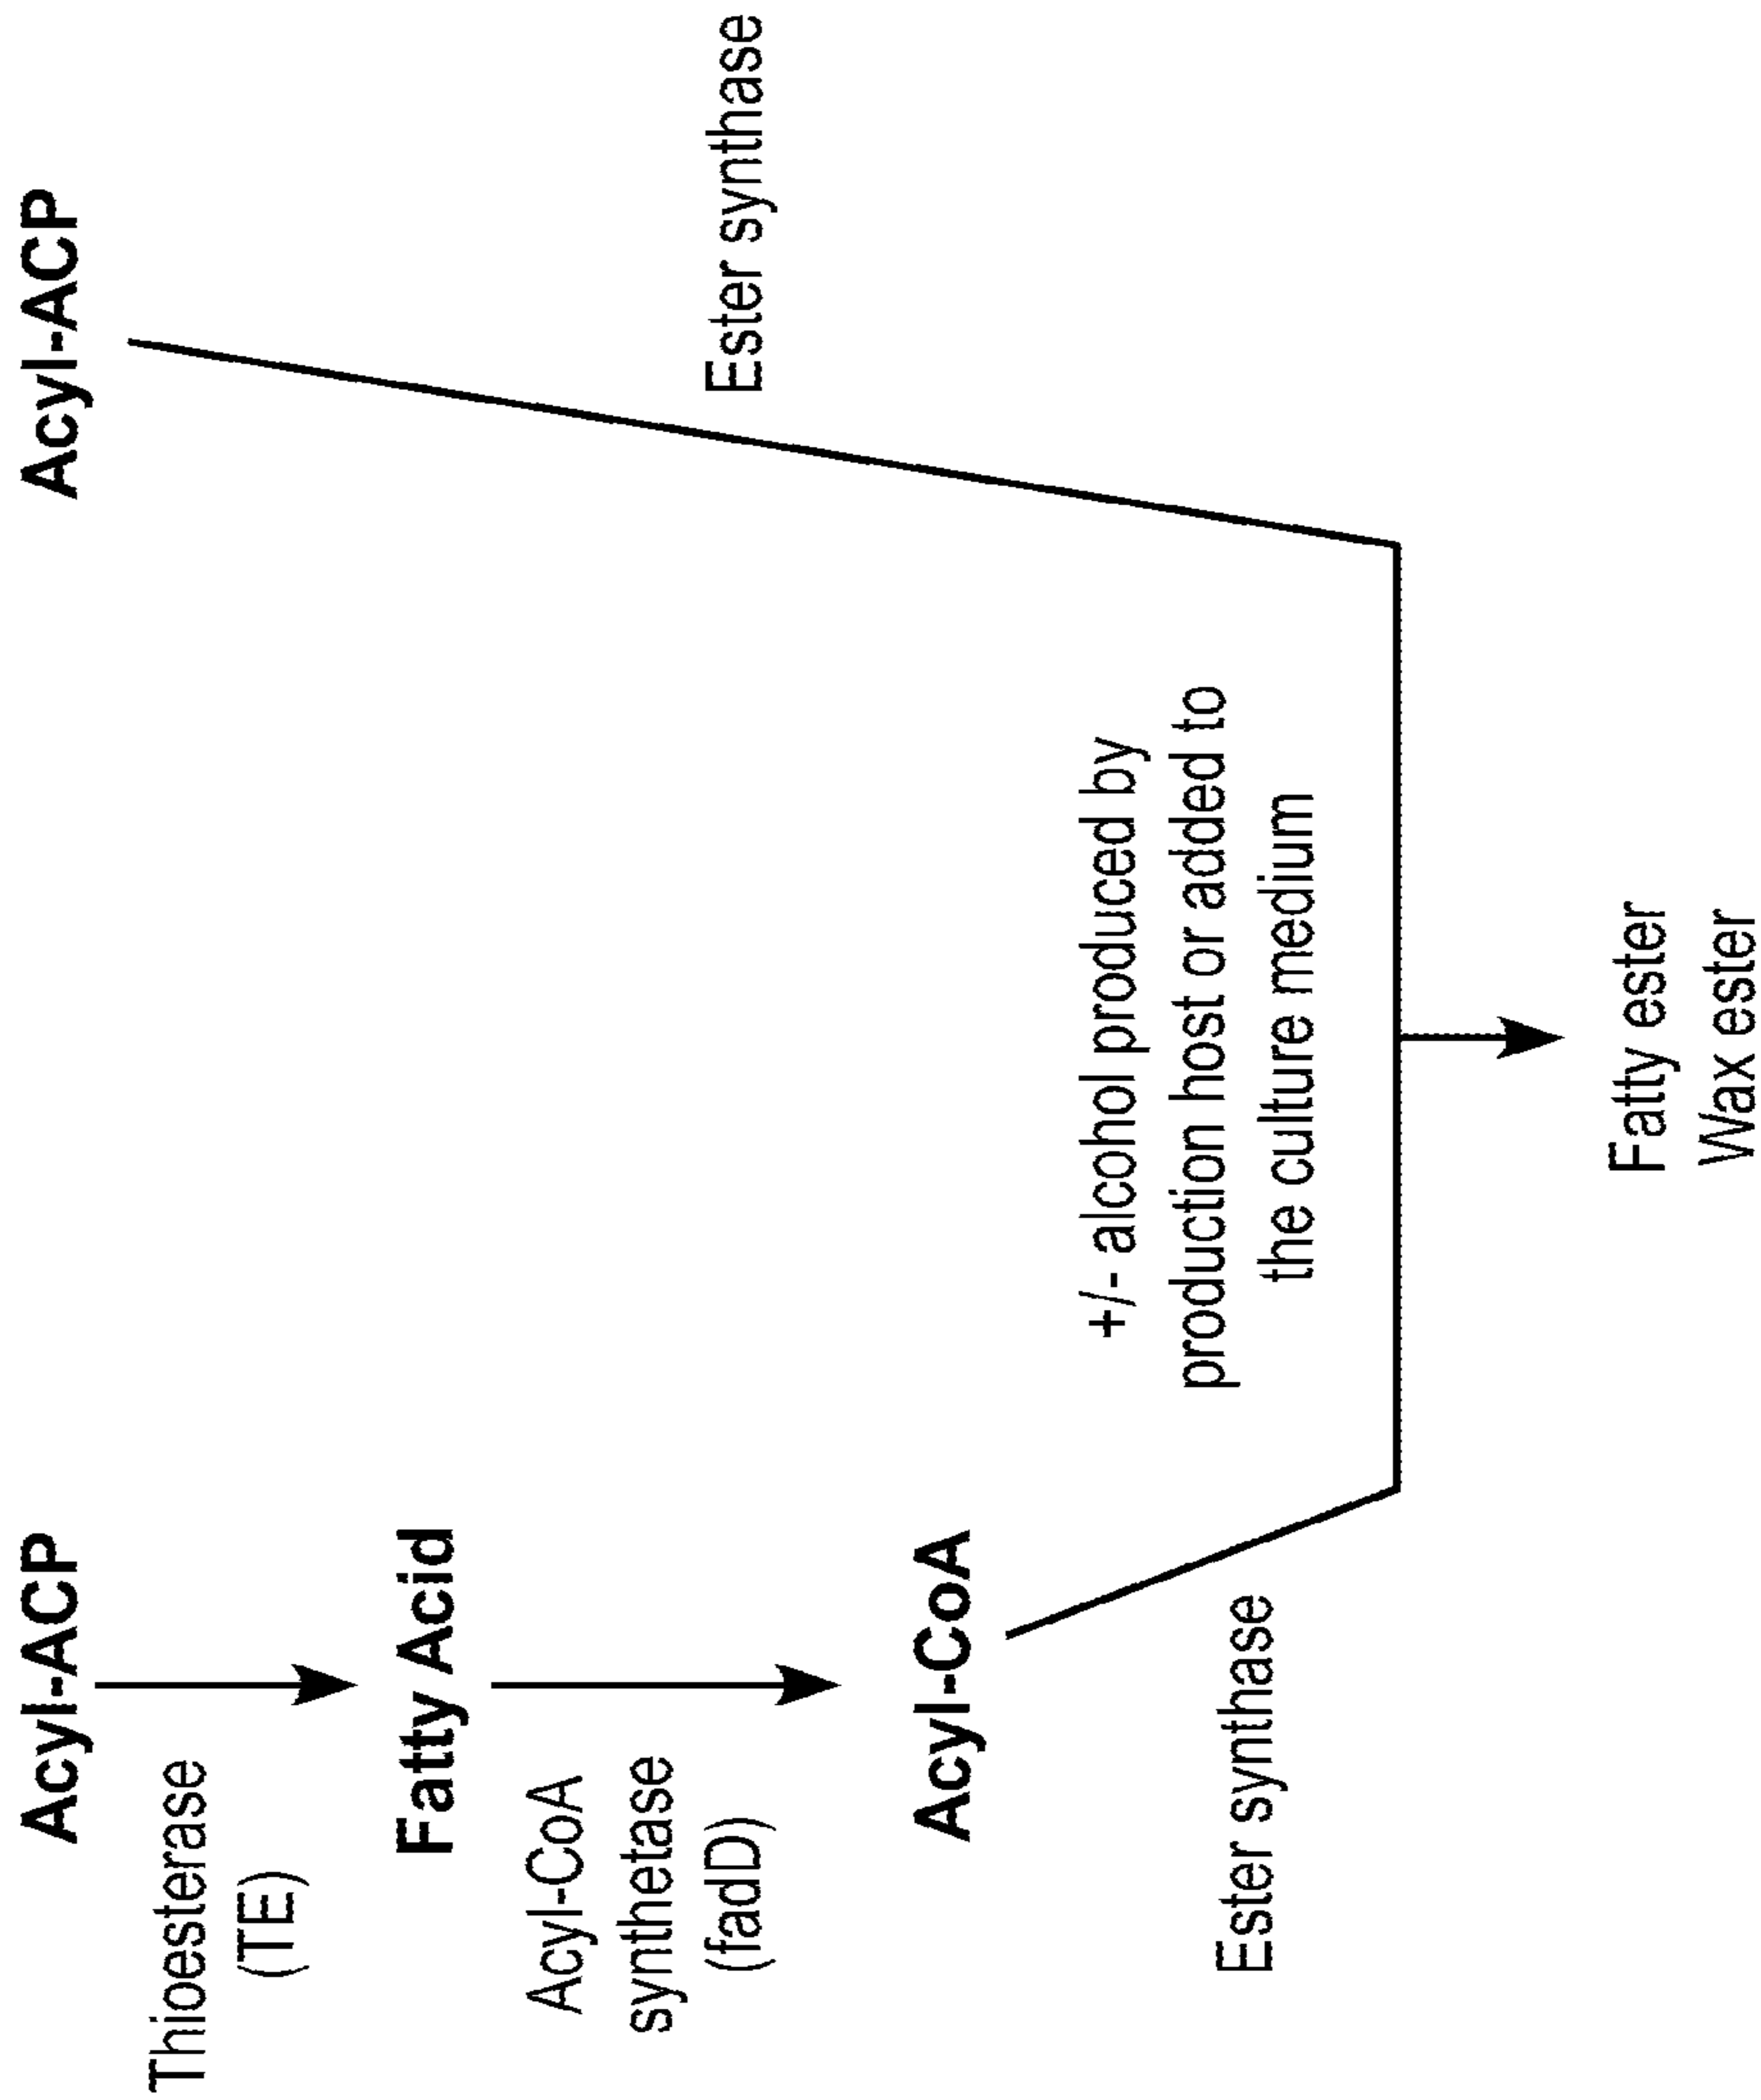 Acyl-ACP
Thioesterase
(TE)
Fatty Acid
Acyl-CoA
synthetase
(fadD)
Acyl-CoA
Ester synthase
Acyl-ACP
Ester synthase
+/- alcohol produced by
production host or added to
the culture medium
Fatty ester
Wax ester